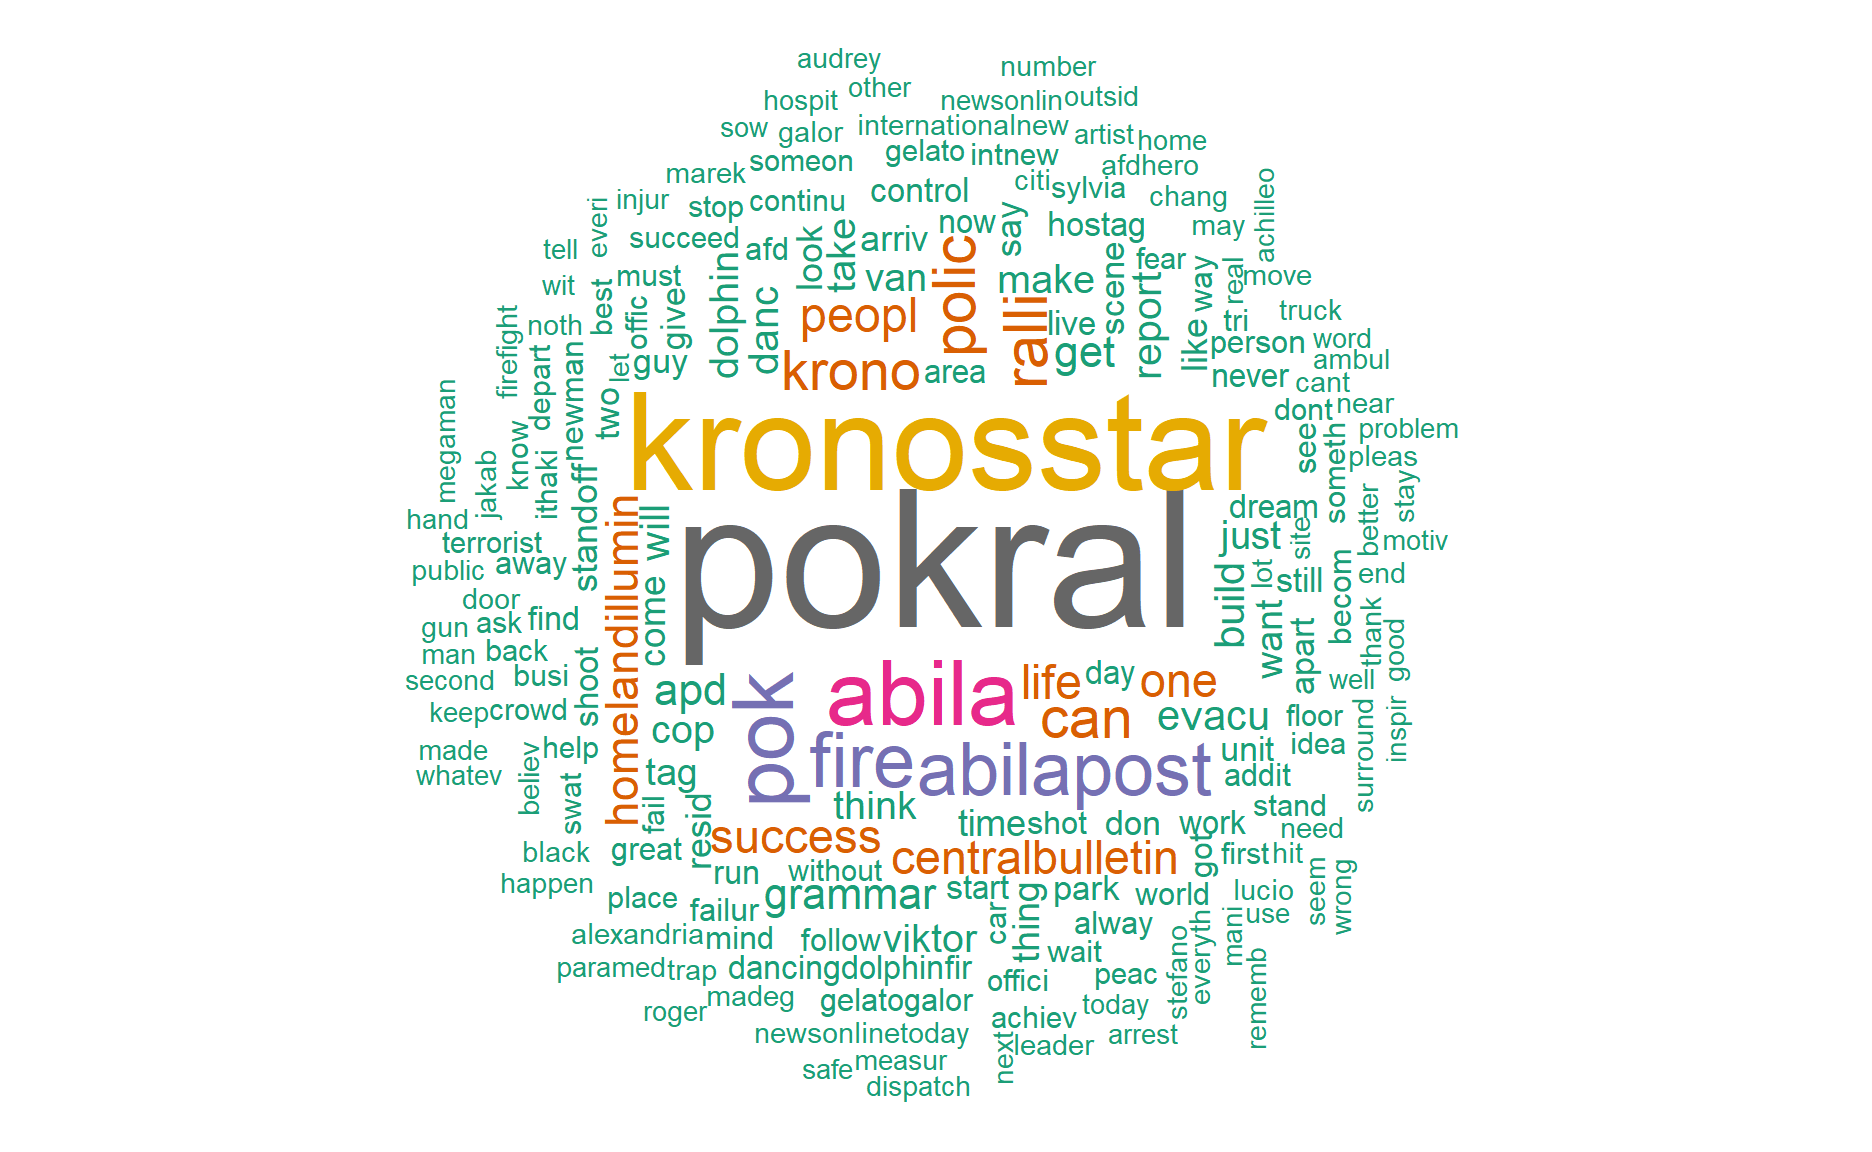 audrey
number
other
hospit
newsonlin
outsid
sow
galor
internationalnew
artist
home
someon
gelato
intnew
afdhero
marek
citi
sylvia
injur
stop
continu
control
chang
achilleo
everi
succeed
afd
look
take
arriv
now
say
hostag
may
tell
must
van
make
scene
fear
way
real
move
wit
best
offic
give
dolphin
danc
peopl
polic
ralli
live
report
like
tri
truck
firefight
noth
depart
newman
let
guy
krono
area
get
person
word
ambul
never
cant
megaman
two
kronosstar
dont
near
know
see
someth
problem
jakab
ithaki
standoff
pleas
hand
homelandillumin
will
pokral
dream
better
stay
terrorist
just
site
motiv
public
away
come
build
lot
still
becom
end
door
want
thank
gun
ask
find
apart
good
man
back
shoot
second
busi
apd
pok
abila
life
day
one
well
keep
crowd
can
evacu
floor
surround
inspir
made
help
cop
fire
abilapost
unit
idea
whatev
believ
swat
tag
addit
fail
resid
think
stand
success
time
shot
don
work
need
black
great
centralbulletin
got
first
hit
happen
run
without
seem
wrong
place
failur
grammar
start
thing
park
world
lucio
use
alexandria
mind
follow
viktor
car
alway
stefano
everyth
mani
paramed
trap
dancingdolphinfir
wait
offici
peac
rememb
roger
madeg
gelatogalor
achiev
today
newsonlinetoday
next
leader
arrest
safe
measur
dispatch